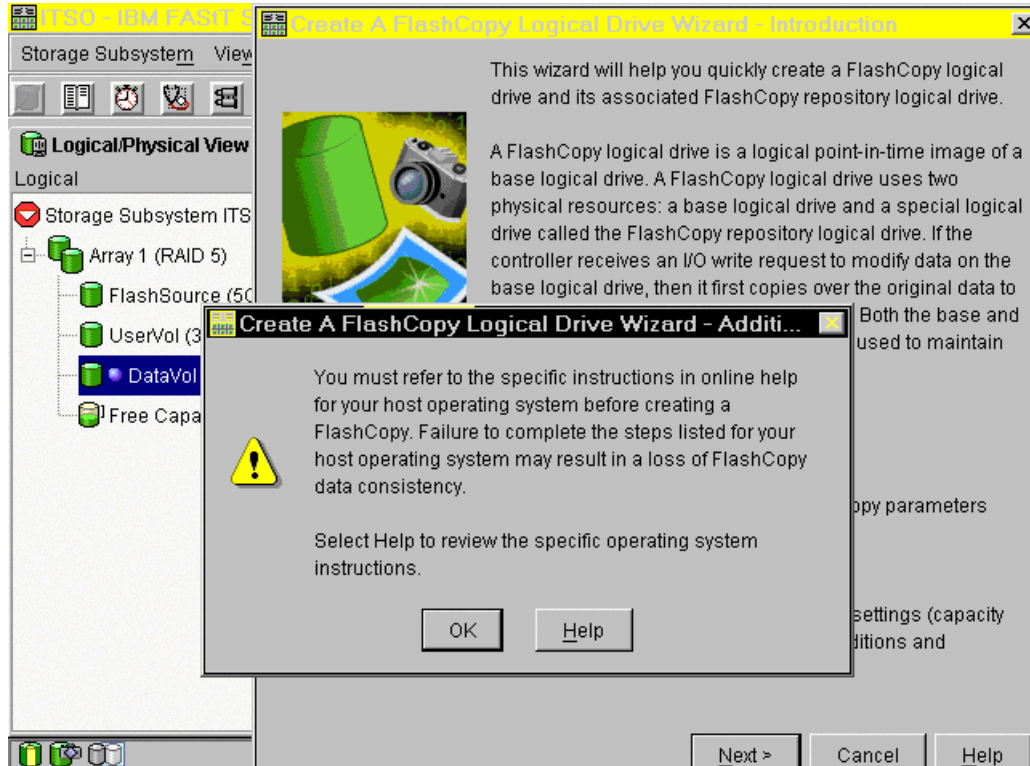 ITSO - IBM FAStT S
Storage Subsystem View
Logical/Physical View
Logical
Storage Subsystem ITS
Array 1 (RAID 5)
FlashSource (5
UserVol (3
DataVol
Free Capa
Create A FlashCopy Logical Drive Wizard - Introduction
This wizard will help you quickly create a FlashCopy logical
drive and its associated FlashCopy repository logical drive.
A FlashCopy logical drive is a logical point-in-time image of a
base logical drive. A FlashCopy logical drive uses two
physical resources: a base logical drive and a special logical
drive called the FlashCopy repository logical drive. If the
controller receives an I/O write request to modify data on the
base logical drive, then it first copies over the original data to
Both the base and
used to maintain
opy parameters
settings (capacity
ditions and
Next > Cancel Help
Create A FlashCopy Logical Drive Wizard - Additi...
You must refer to the specific instructions in online help
for your host operating system before creating a
FlashCopy. Failure to complete the steps listed for your
host operating system may result in a loss of FlashCopy
data consistency.
Select Help to review the specific operating system
instructions.
OK Help